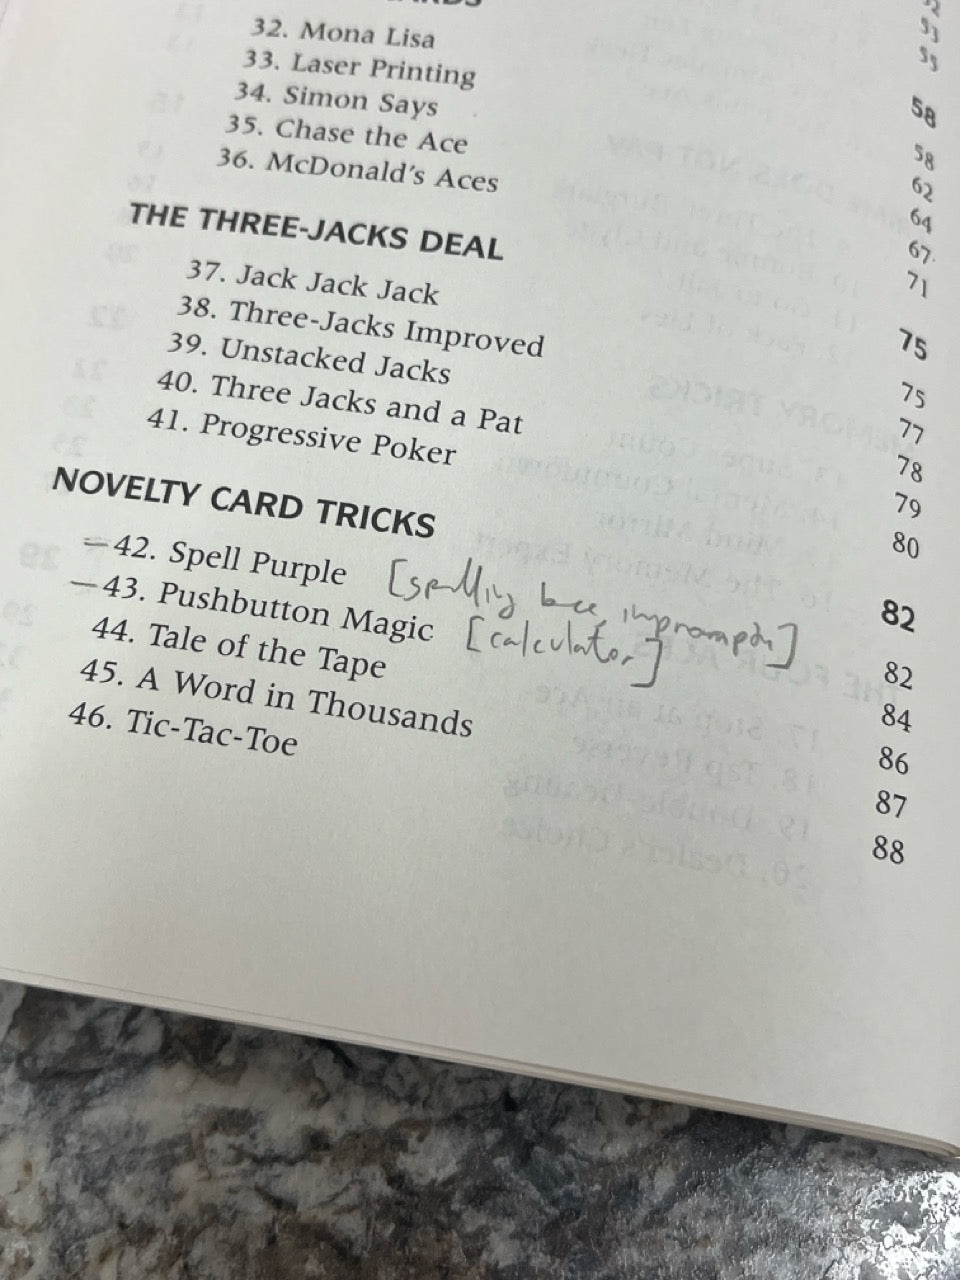 53
55
58
32. Mona Lisa 58
33. Laser Printing 62
34. Simon Says 64
35. Chase the Ace 67
36. McDonald's Aces 71
THE THREE-JACKS DEAL 75
37. Jack Jack Jack 75
38. Three-Jacks Improved 77
39. Unstacked Jacks 78
40. Three Jacks and a Pat 79
41. Progressive Poker 80
NOVELTY CARD TRICKS 82
42. Spell Purple [spelling bee, impromptu] 82
43. Pushbutton Magic [calculator] 84
44. Tale of the Tape 86
45. A Word in Thousands 87
46. Tic-Tac-Toe 88